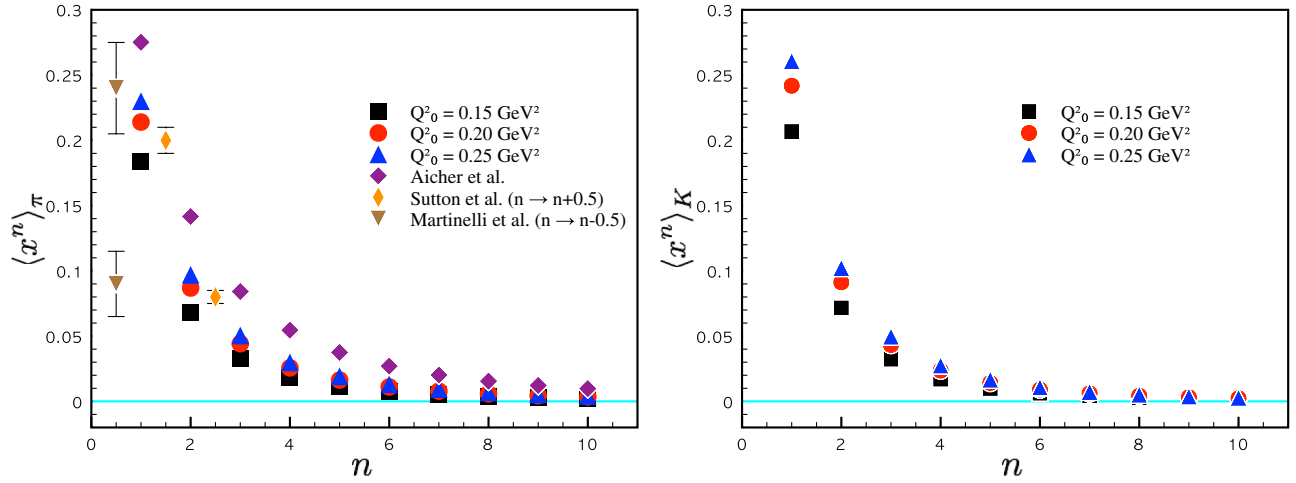 0.3
0.25
0.2
0.15
0.1
0.05
0
⟨xⁿ⟩π
Q²₀ = 0.15 GeV²
Q²₀ = 0.20 GeV²
Q²₀ = 0.25 GeV²
Aicher et al.
Sutton et al. (n → n+0.5)
Martinelli et al. (n → n-0.5)
0 2 4 6 8 10
n
0.3
0.25
0.2
0.15
0.1
0.05
0
⟨xⁿ⟩K
Q²₀ = 0.15 GeV²
Q²₀ = 0.20 GeV²
Q²₀ = 0.25 GeV²
0 2 4 6 8 10
n